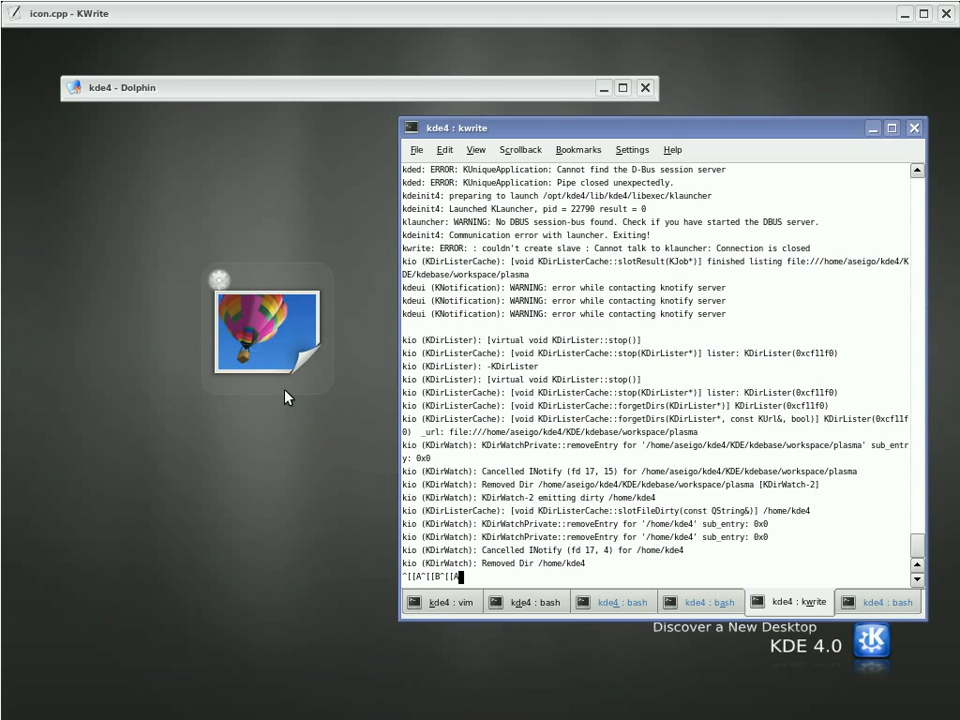 icon.cpp - KWrite
kde4 - Dolphin
kde4 : kwrite
File Edit View Scrollback Bookmarks Settings Help
kded: ERROR: KUniqueApplication: Cannot find the D-Bus session server
kded: ERROR: KUniqueApplication: Pipe closed unexpectedly.
kdeinit4: preparing to launch /opt/kde4/lib/kde4/libexec/klauncher
kdeinit4: Launched KLauncher, pid = 22790 result = 0
klauncher: WARNING: No DBUS session-bus found. Check if you have started the DBUS server.
kdeinit4: Communication error with launcher. Exiting!
kwrite: ERROR: : couldn't create slave : Cannot talk to klauncher: Connection is closed
kio (KDirListerCache): [void KDirListerCache::slotResult(KJob*)] finished listing file:///home/aseigo/kde4/K
DE/kdebase/workspace/plasma
kdeui (KNotification): WARNING: error while contacting knotify server
kdeui (KNotification): WARNING: error while contacting knotify server
kdeui (KNotification): WARNING: error while contacting knotify server
kio (KDirLister): [virtual void KDirLister::stop()]
kio (KDirListerCache): [void KDirListerCache::stop(KDirLister*)] lister: KDirLister(0xcf11f0)
kio (KDirLister): -KDirLister
kio (KDirLister): [virtual void KDirLister::stop()]
kio (KDirListerCache): [void KDirListerCache::stop(KDirLister*)] lister: KDirLister(0xcf11f0)
kio (KDirListerCache): [void KDirListerCache::forgetDirs(KDirLister*)] KDirLister(0xcf11f0)
kio (KDirListerCache): [void KDirListerCache::forgetDirs(KDirLister*, const KUrl&, bool)] KDirLister(0xcf11f
0) _url: file:///home/aseigo/kde4/KDE/kdebase/workspace/plasma
kio (KDirWatch): KDirWatchPrivate::removeEntry for '/home/aseigo/kde4/KDE/kdebase/workspace/plasma' sub_entr
y: 0x0
kio (KDirWatch): Cancelled INotify (fd 17, 15) for /home/aseigo/kde4/KDE/kdebase/workspace/plasma
kio (KDirWatch): Removed Dir /home/aseigo/kde4/KDE/kdebase/workspace/plasma [KDirWatch-2]
kio (KDirWatch): KDirWatch-2 emitting dirty /home/kde4
kio (KDirListerCache): [void KDirListerCache::slotFileDirty(const QString&)] /home/kde4
kio (KDirWatch): KDirWatchPrivate::removeEntry for '/home/kde4' sub_entry: 0x0
kio (KDirWatch): KDirWatchPrivate::removeEntry for '/home/kde4' sub_entry: 0x0
kio (KDirWatch): Cancelled INotify (fd 17, 4) for /home/kde4
kio (KDirWatch): Removed Dir /home/kde4
^[[A^[[B^[[A
kde4 : vim kde4 : bash kde4 : bash kde4 : bash kde4 : kwrite kde4 : bash
Discover a New Desktop
KDE 4.0